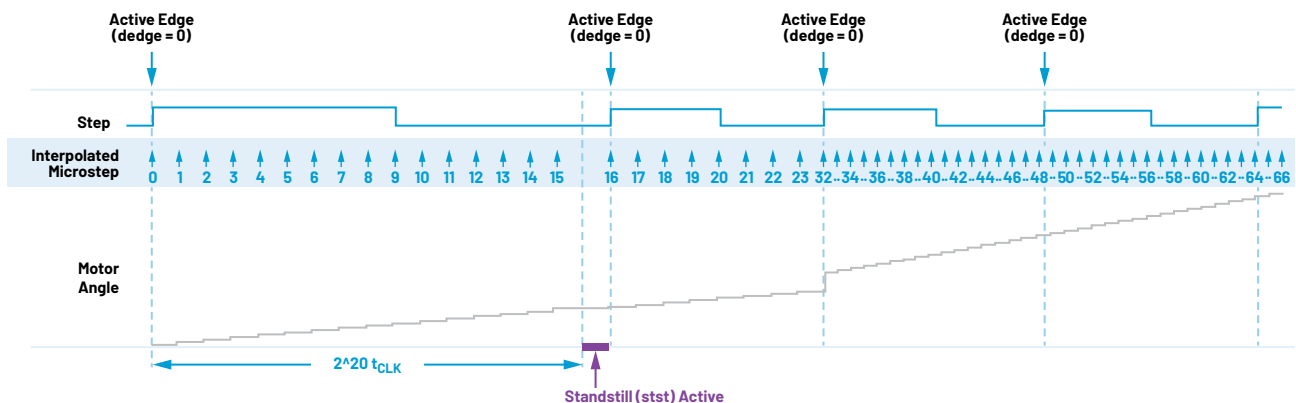 Active Edge
(dedge = 0)
Active Edge
(dedge = 0)
Active Edge
(dedge = 0)
Active Edge
(dedge = 0)
Step
Interpolated
Microstep
0 1 2 3 4 5 6 7 8 9 10 11 12 13 14 15 16 17 18 19 20 21 22 23 32 ·· 34 ·· 36 ·· 38 ·· 40 ·· 42 ·· 44 ·· 46 ·· 48 ·· 50 ·· 52 ·· 54 ·· 56 ·· 58 ·· 60 ·· 62 ·· 64 ·· 66
Motor
Angle
2^20 tCLK
Standstill (stst) Active